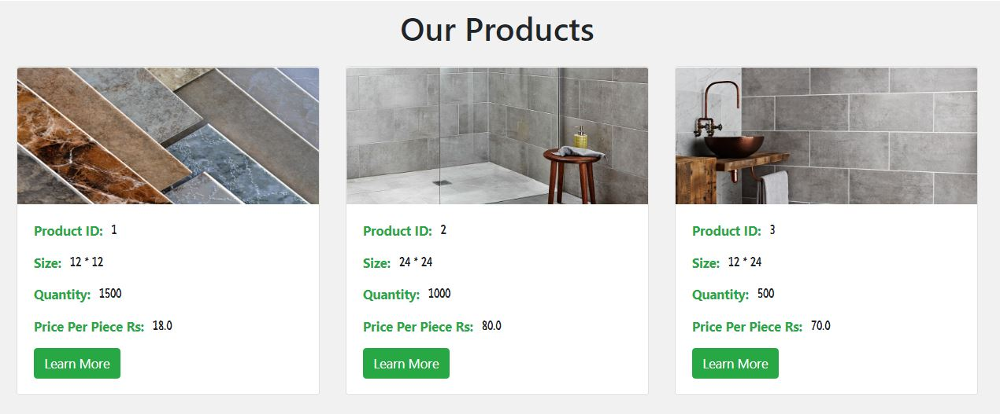 Our Products
Product ID: 1
Size: 12 * 12
Quantity: 1500
Price Per Piece Rs: 18.0
Learn More
Product ID: 2
Size: 24 * 24
Quantity: 1000
Price Per Piece Rs: 80.0
Learn More
Product ID: 3
Size: 12 * 24
Quantity: 500
Price Per Piece Rs: 70.0
Learn More